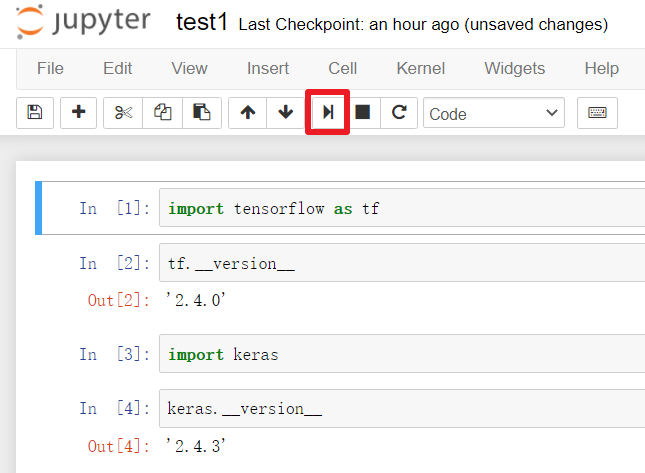 jupyter test1 Last Checkpoint: an hour ago (unsaved changes)
File Edit View Insert Cell Kernel Widgets Help
Code
In [1]: import tensorflow as tf
In [2]: tf.__version__
Out[2]: '2.4.0'
In [3]: import keras
In [4]: keras.__version__
Out[4]: '2.4.3'